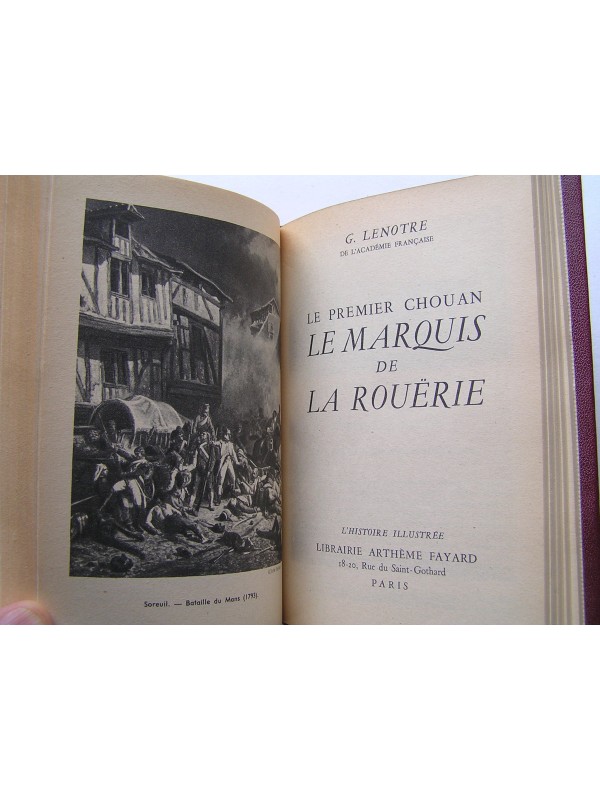 Soreuil. — Bataille du Mans (1793)
G. LENOTRE
DE L'ACADÉMIE FRANÇAISE
LE PREMIER CHOUAN
LE MARQUIS
DE
LA ROUËRIE
L'HISTOIRE ILLUSTRÉE
LIBRAIRIE ARTHÈME FAYARD
18-20, Rue du Saint-Gothard
PARIS